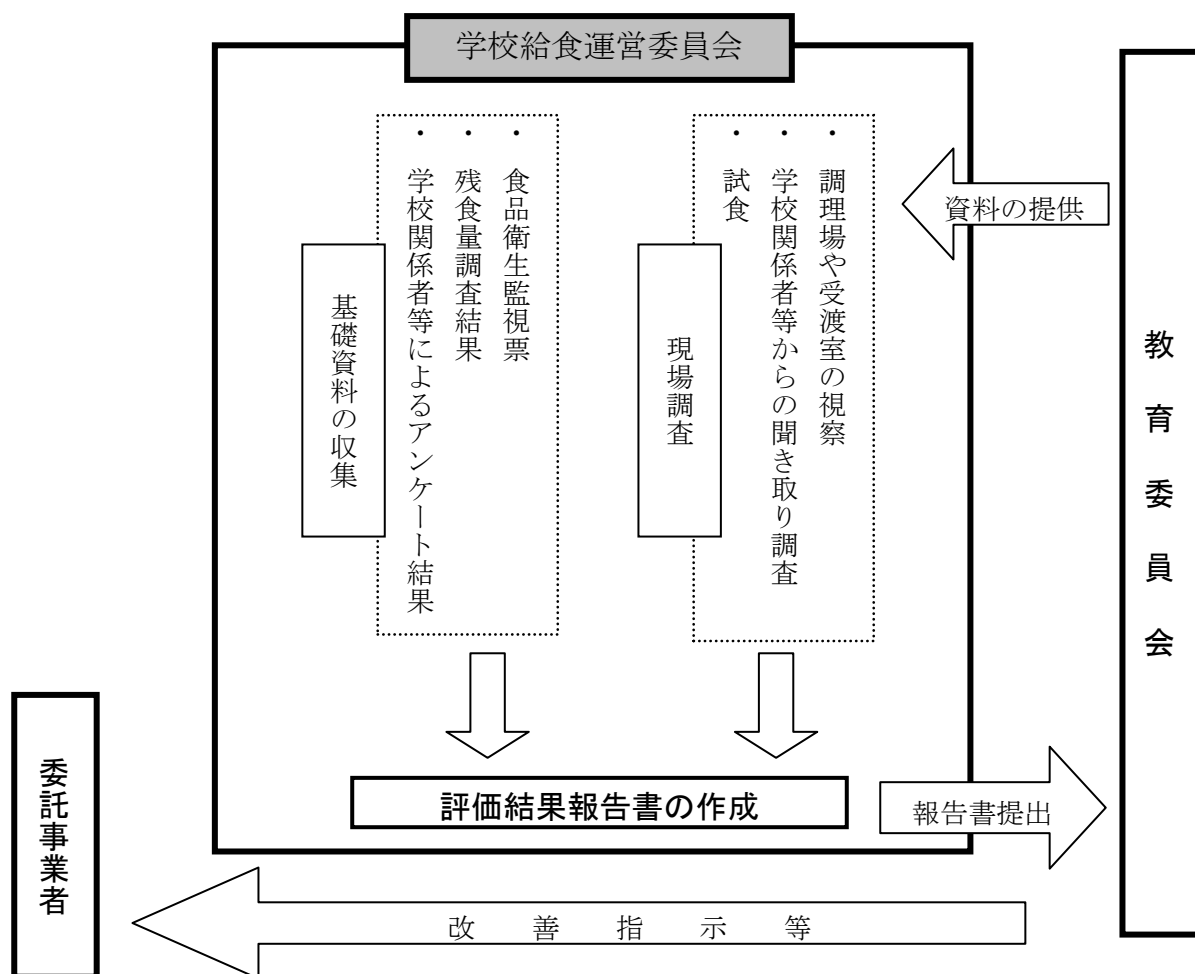 学校給食運営委員会
・調理場や受渡室の視察
・学校関係者等からの聞き取り調査
・試食
現場調査
・食品衛生監視票
・残食量調査結果
・学校関係者等によるアンケート結果
基礎資料の収集
資料の提供
教育委員会
評価結果報告書の作成
報告書提出
委託事業者
改善指示等